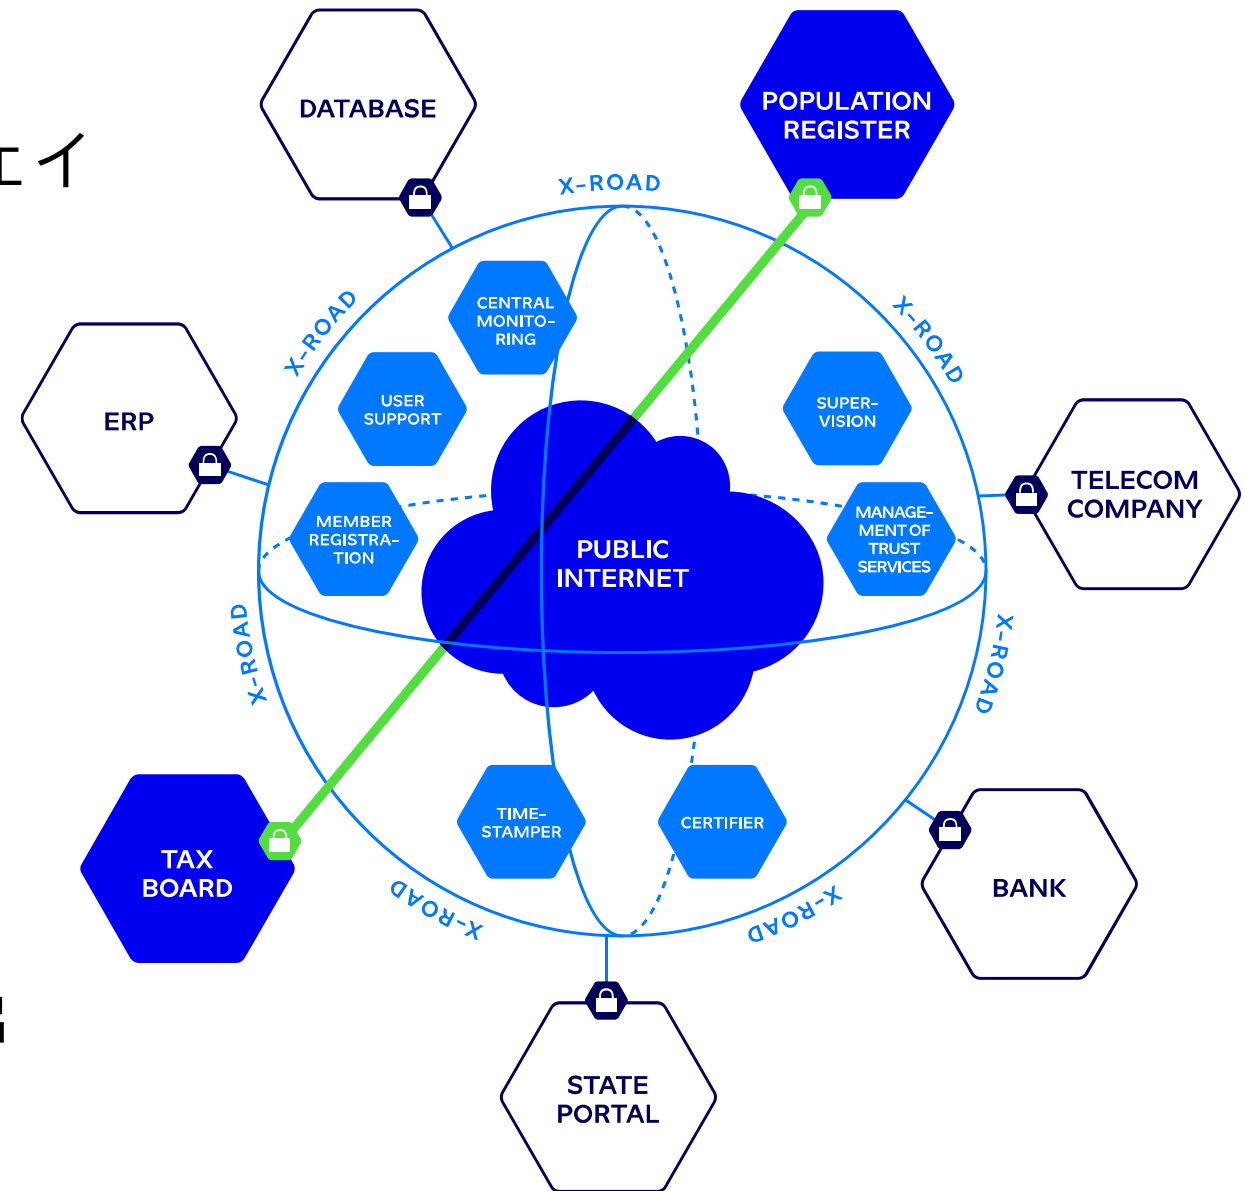 DATABASE
POPULATION
REGISTER
ェイ
X-ROAD
CENTRAL
MONITO-
RING
X-ROAD
X-ROAD
USER
SUPPORT
SUPER-
VISION
ERP
TELECOM
COMPANY
MEMBER
REGISTRA-
TION
MANAGE-
MENT OF
TRUST
SERVICES
PUBLIC
INTERNET
X-ROAD
X-ROAD
TIME-
STAMPER
CERTIFIER
TAX
BOARD
BANK
X-ROAD
X-ROAD
STATE
PORTAL